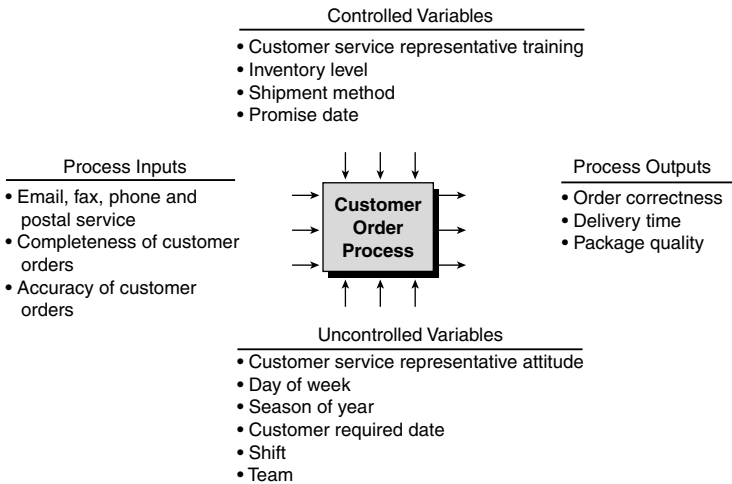 Controlled Variables
• Customer service representative training
• Inventory level
• Shipment method
• Promise date
Process Inputs
• Email, fax, phone and
postal service
• Completeness of customer
orders
• Accuracy of customer
orders
Customer
Order
Process
Process Outputs
• Order correctness
• Delivery time
• Package quality
Uncontrolled Variables
• Customer service representative attitude
• Day of week
• Season of year
• Customer required date
• Shift
• Team